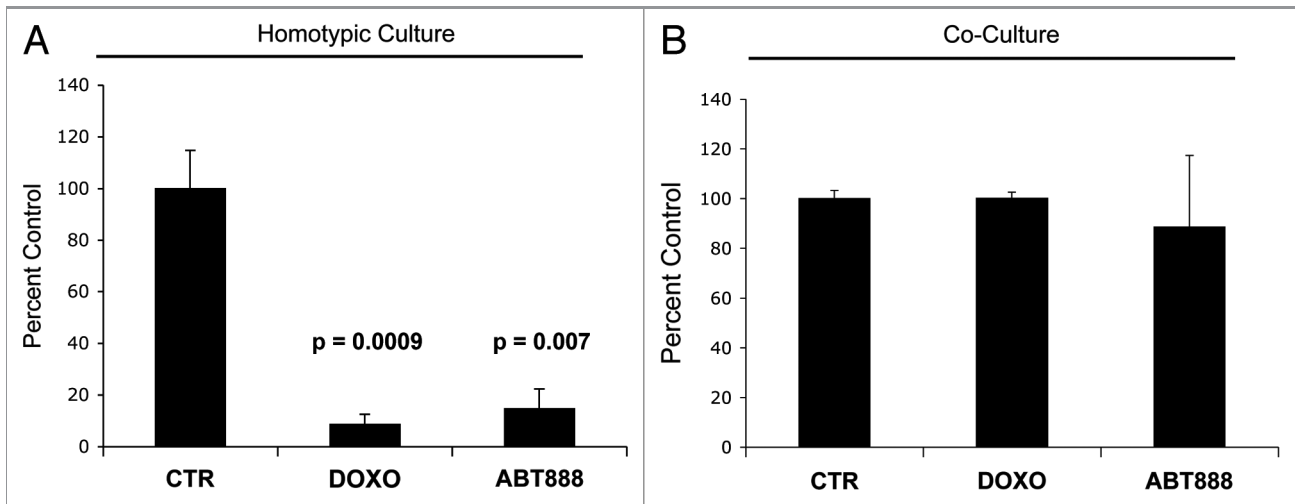 A
Homotypic Culture
Percent Control
140
120
100
80
60
40
20
0
p = 0.0009
p = 0.007
CTR
DOXO
ABT888
B
Co-Culture
Percent Control
140
120
100
80
60
40
20
0
CTR
DOXO
ABT888